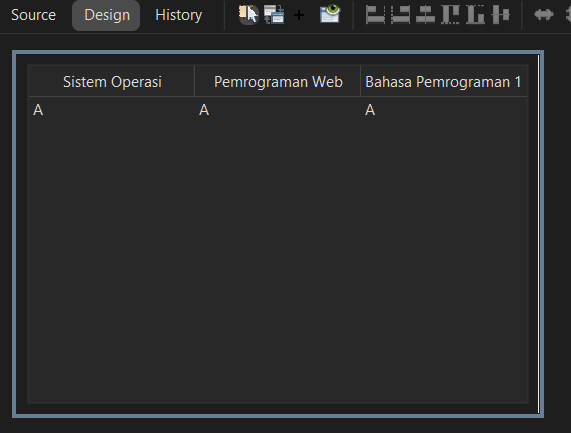 Source Design History
Sistem Operasi Pemrograman Web Bahasa Pemrograman 1
A A A